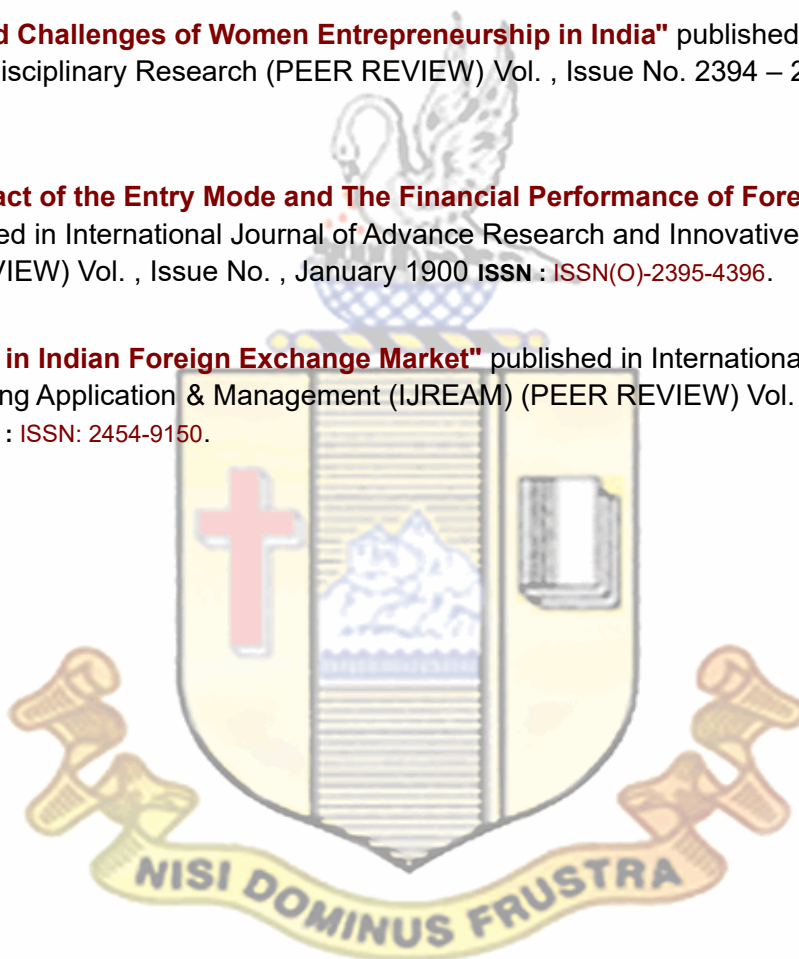 d Challenges of Women Entrepreneurship in India" published
isciplinary Research (PEER REVIEW) Vol. , Issue No. 2394 – 2
act of the Entry Mode and The Financial Performance of Fore
ed in International Journal of Advance Research and Innovative
VIEW) Vol. , Issue No. , January 1900 ISSN : ISSN(O)-2395-4396.
in Indian Foreign Exchange Market" published in Internationa
ng Application & Management (IJREAM) (PEER REVIEW) Vol.
: ISSN: 2454-9150.
NISI DOMINUS FRUSTRA